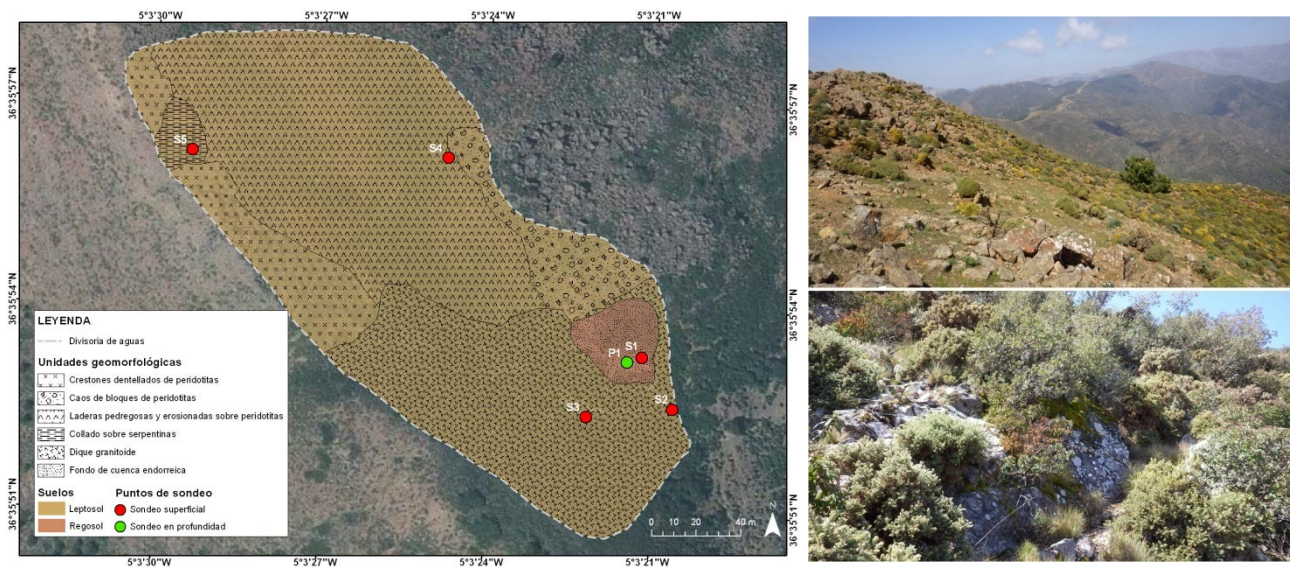 5°3'30"W
5°3'27"W
5°3'24"W
5°3'21"W
36°35'57"N
36°35'57"N
S5
S4
36°35'54"N
36°35'54"N
P1
S1
S3
S2
LEYENDA
Divisoria de aguas
Unidades geomorfológicas
Crestones dentellados de peridotitas
Caos de bloques de peridotitas
Laderas pedregosas y erosionadas sobre peridotitas
Collado sobre serpentinas
Dique granitoide
Fondo de cuenca endorreica
Suelos
Puntos de sondeo
Leptosol
Sondeo superficial
Regosol
Sondeo en profundidad
0 10 20 40 m
N
36°35'51"N
36°35'51"N
5°3'30"W
5°3'27"W
5°3'24"W
5°3'21"W